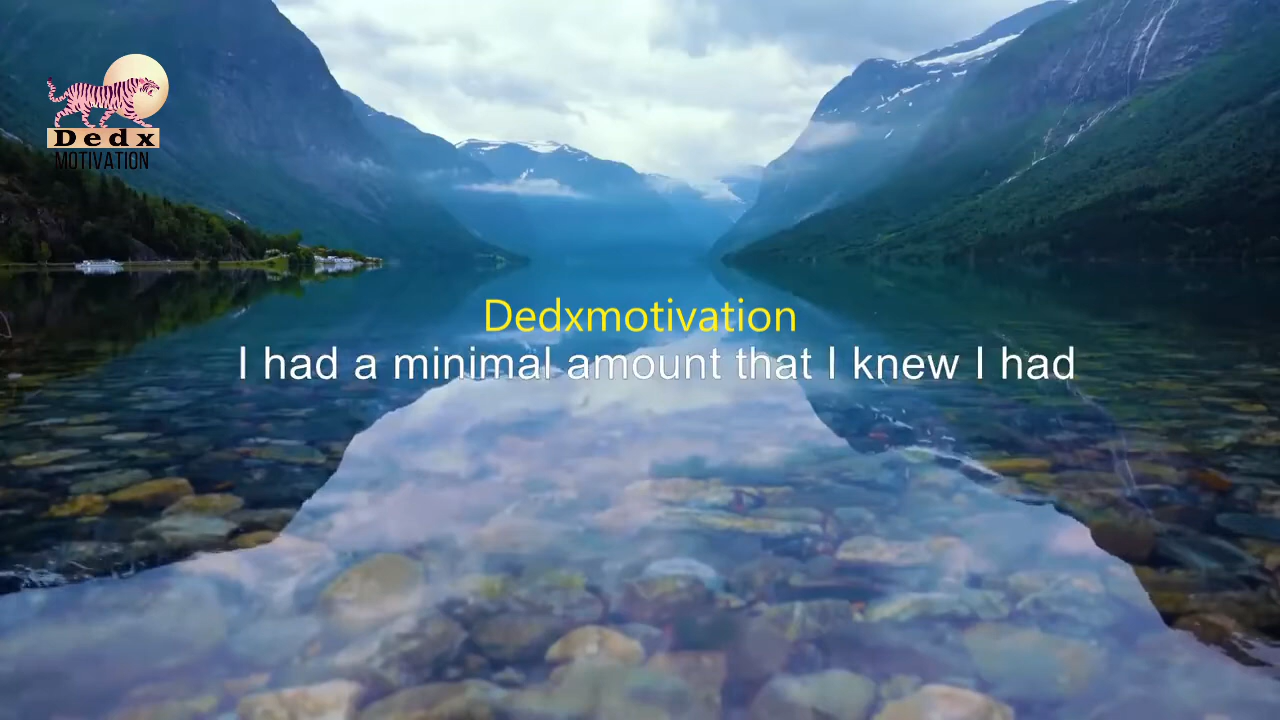 Dedx
MOTIVATION
Dedxmotivation
I had a minimal amount that I knew I had